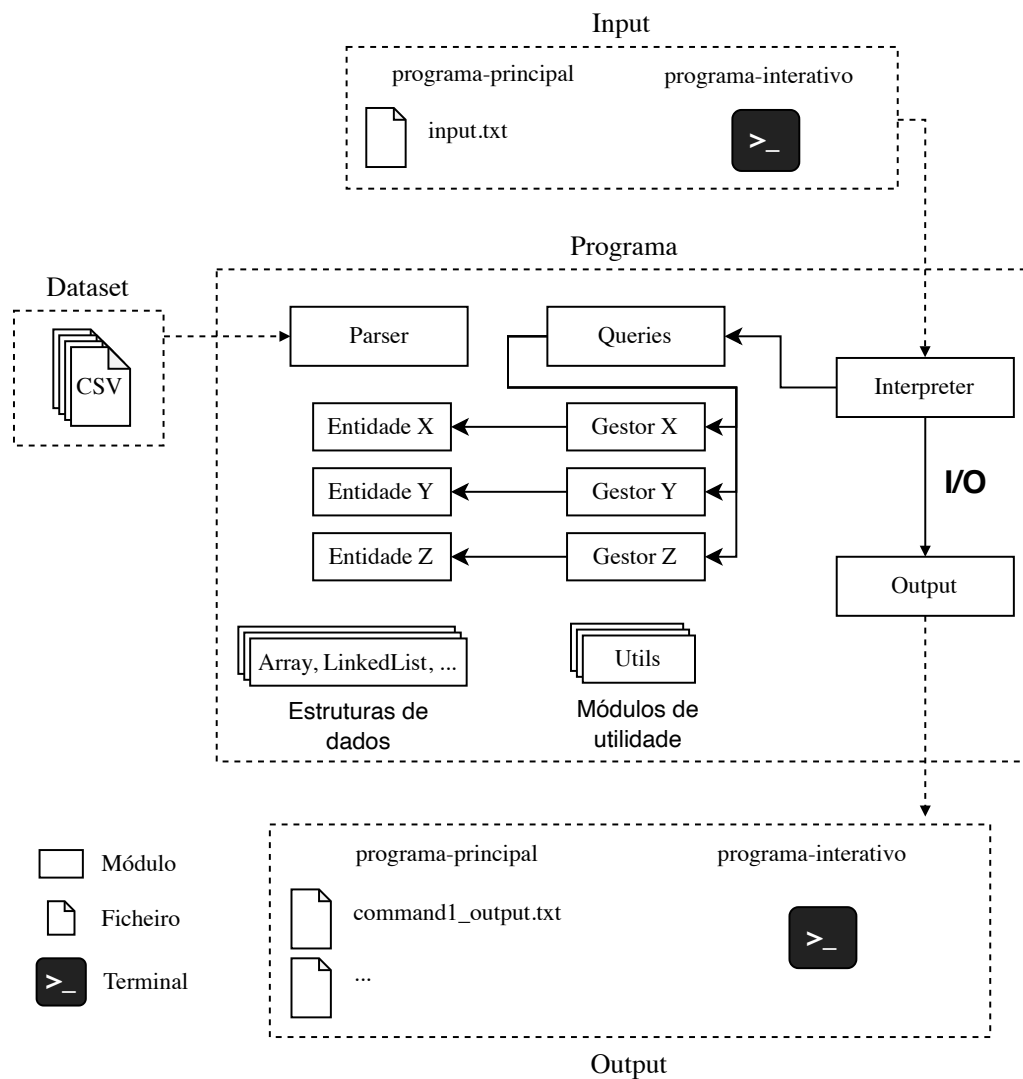 Input
programa-principal
programa-interativo
input.txt
>_
Programa
Dataset
CSV
Parser
Queries
Interpreter
Entidade X
Gestor X
Entidade Y
Gestor Y
I/O
Entidade Z
Gestor Z
Output
Array, LinkedList, ...
Utils
Estruturas de
dados
Módulos de
utilidade
programa-principal
programa-interativo
Módulo
command1_output.txt
Ficheiro
>_
...
>_
Terminal
Output